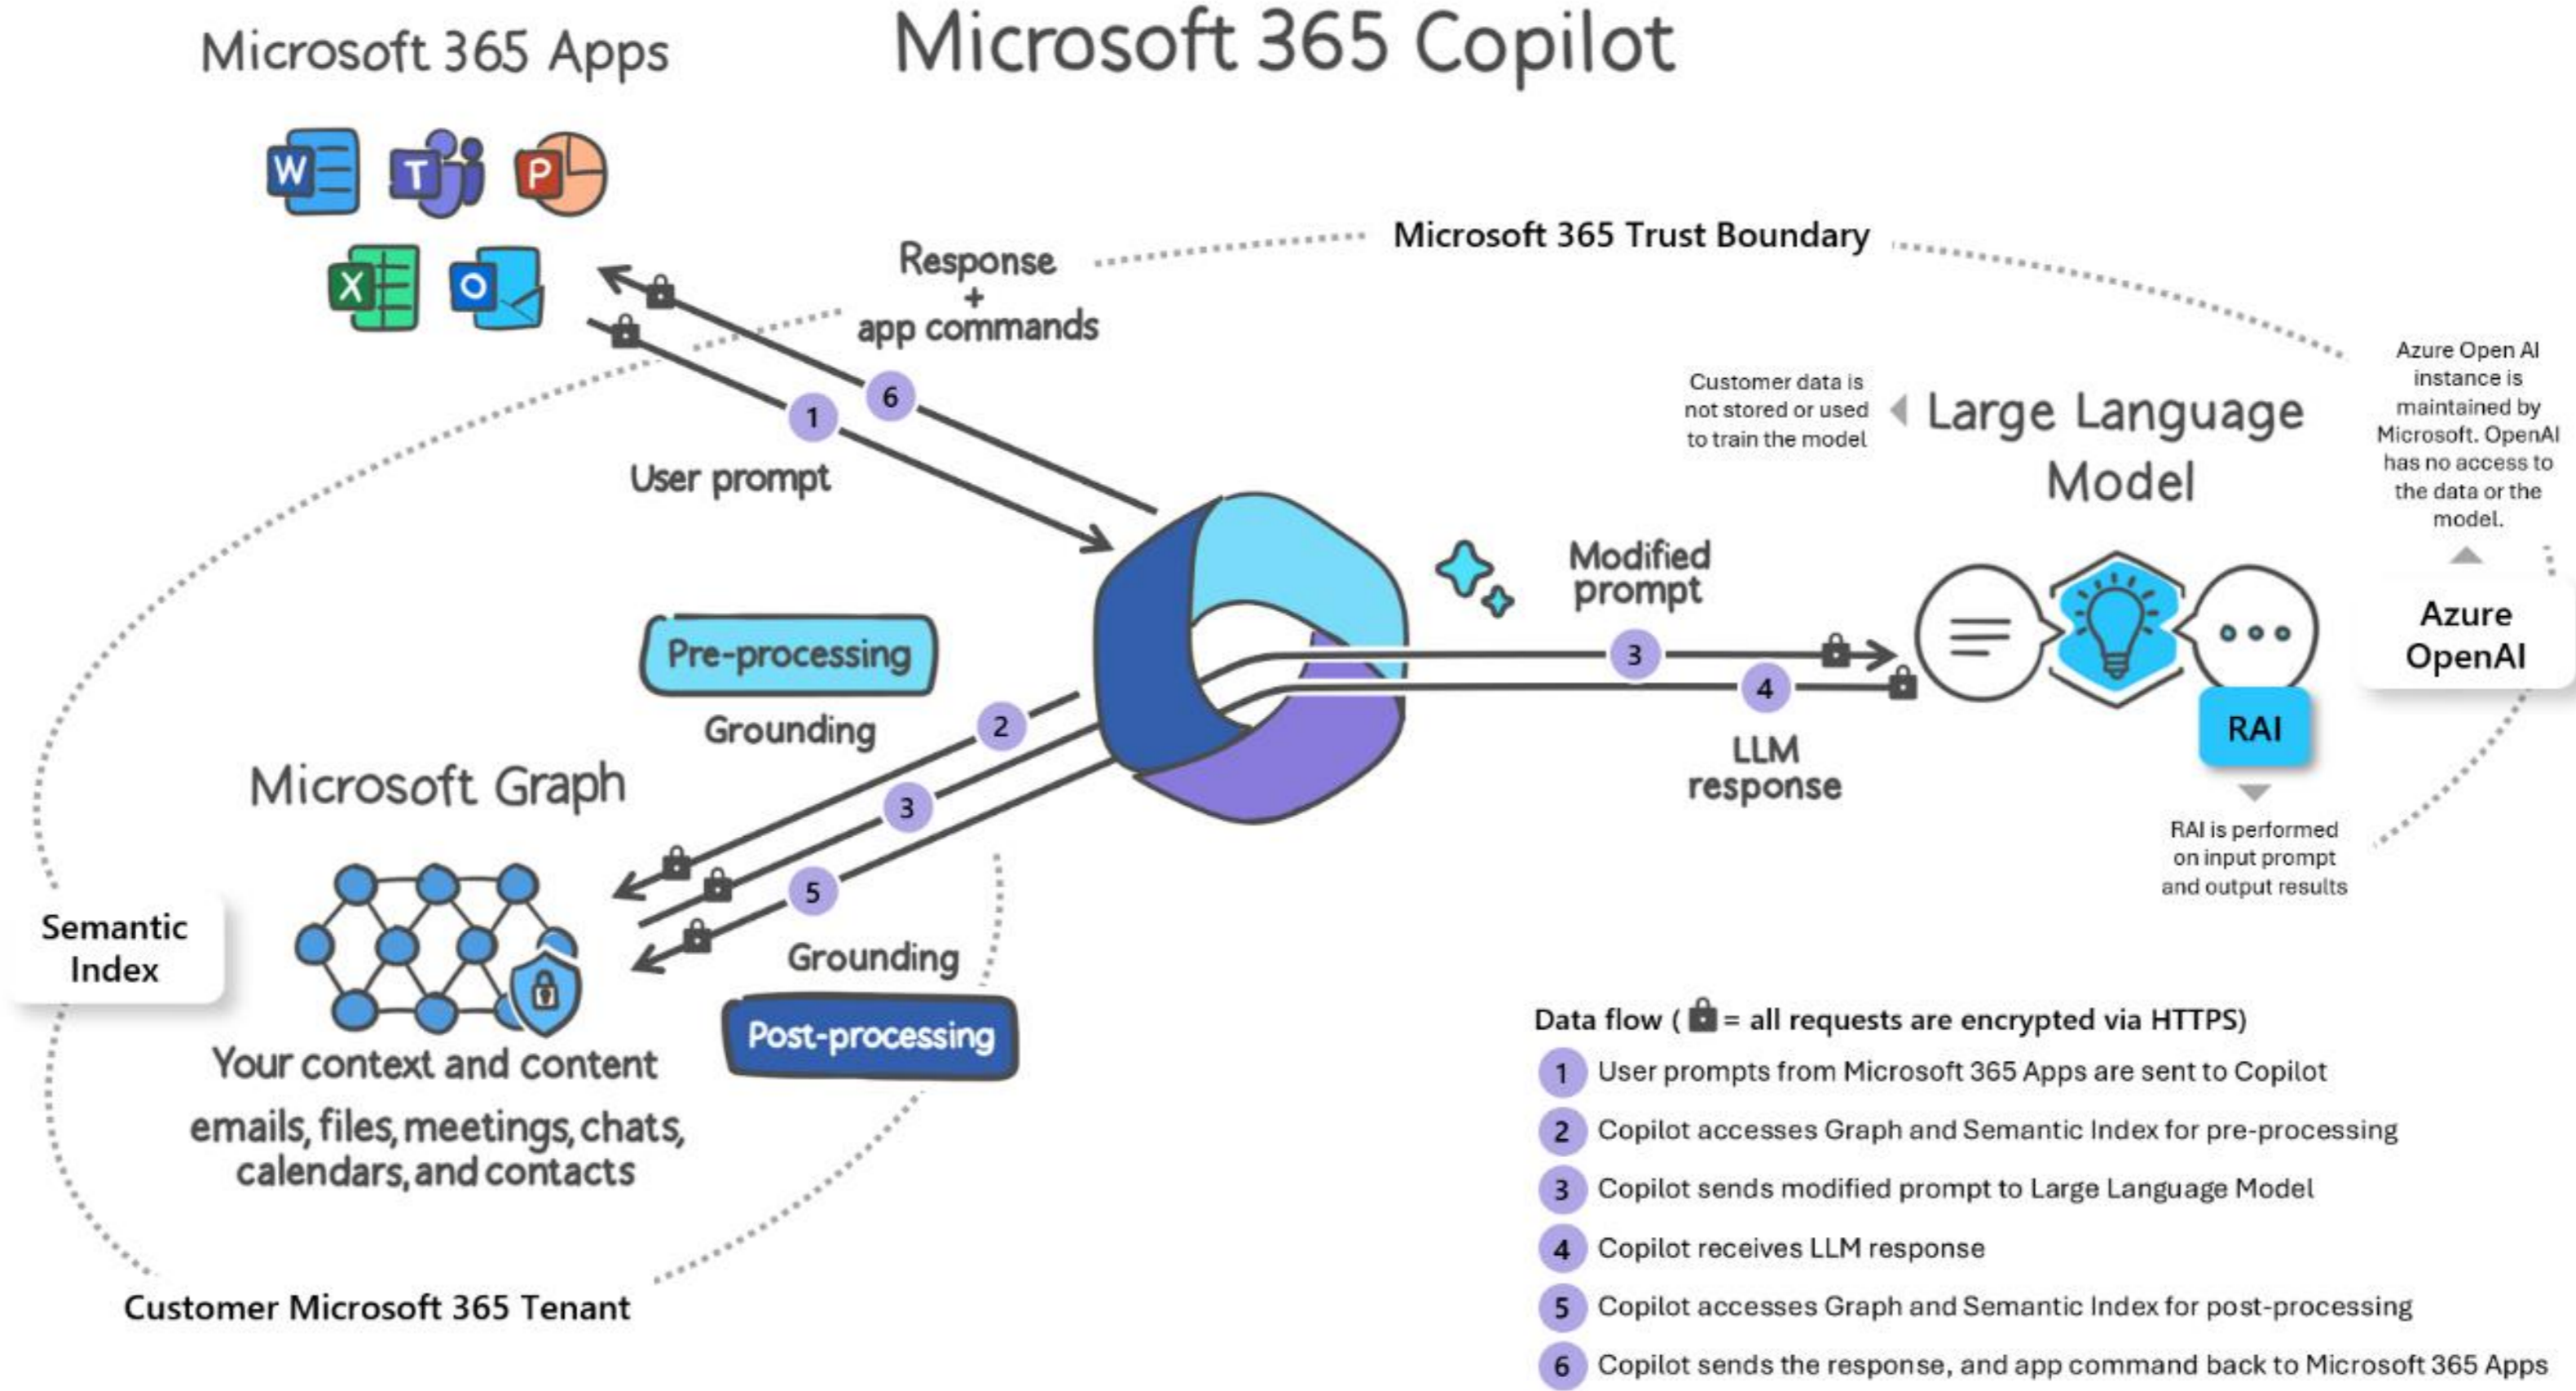 Microsoft 365 Apps
Microsoft 365 Copilot
W
T
P
X
O
Response
+
app commands
Microsoft 365 Trust Boundary
6
1
User prompt
Customer data is
not stored or used
to train the model
Large Language
Model
Azure Open AI
instance is
maintained by
Microsoft. OpenAI
has no access to
the data or the
model.
Modified
prompt
3
4
LLM
response
Azure
OpenAI
RAI
RAI is performed
on input prompt
and output results
Pre-processing
Grounding
2
3
5
Microsoft Graph
Semantic
Index
Grounding
Post-processing
Your context and content
emails, files, meetings, chats,
calendars, and contacts
Customer Microsoft 365 Tenant
Data flow ( = all requests are encrypted via HTTPS)
1 User prompts from Microsoft 365 Apps are sent to Copilot
2 Copilot accesses Graph and Semantic Index for pre-processing
3 Copilot sends modified prompt to Large Language Model
4 Copilot receives LLM response
5 Copilot accesses Graph and Semantic Index for post-processing
6 Copilot sends the response, and app command back to Microsoft 365 Apps